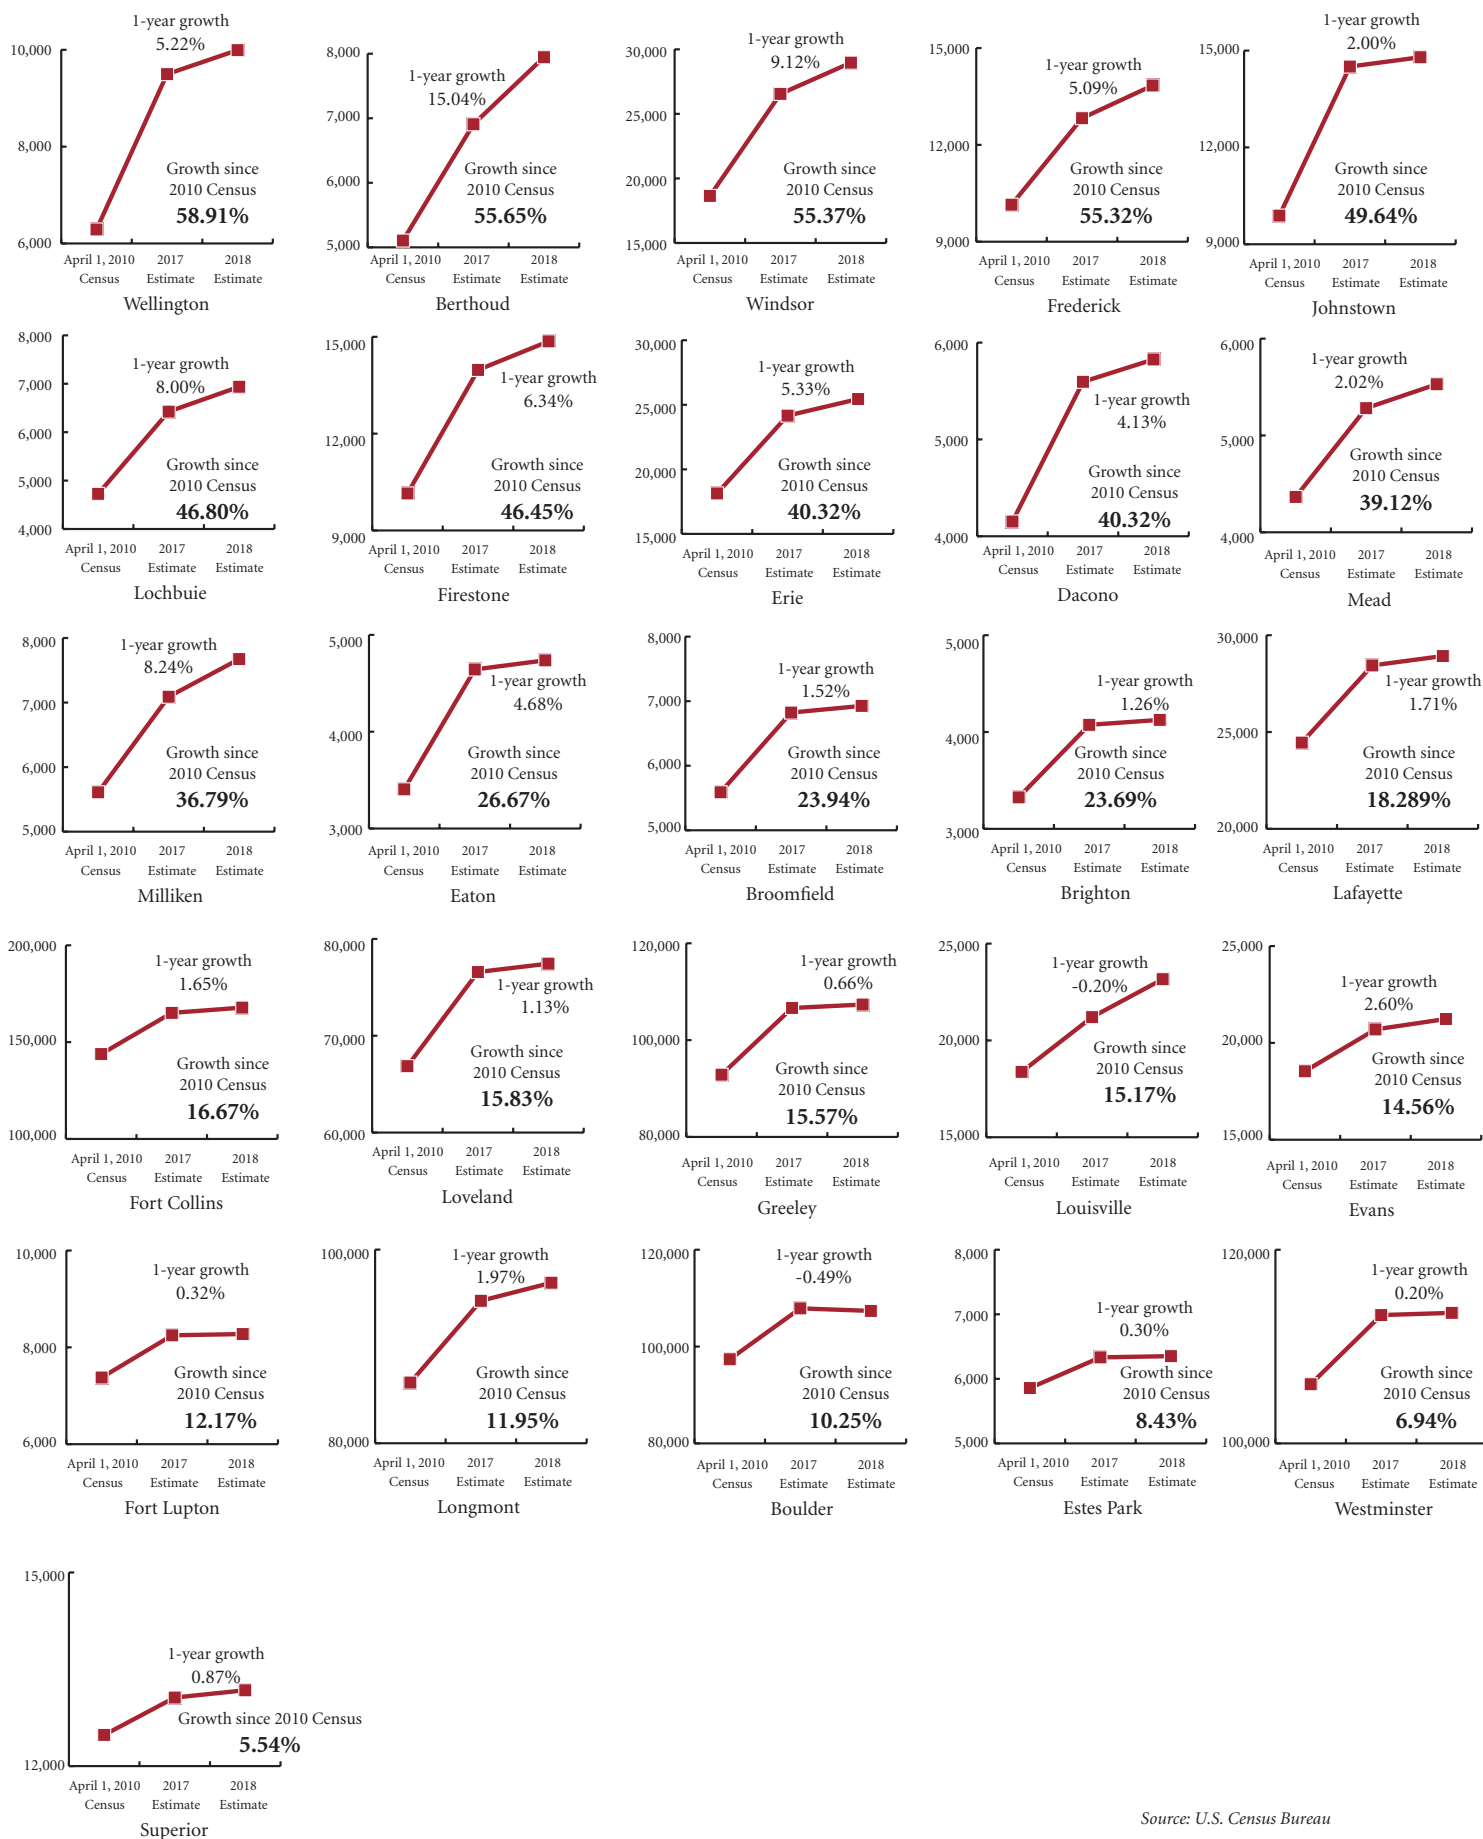 1-year growth
5.22%
10,000
8,000
6,000
Growth since
2010 Census
58.91%
April 1, 2010
Census
2017
Estimate
2018
Estimate
Wellington
1-year growth
15.04%
8,000
7,000
6,000
5,000
Growth since
2010 Census
55.65%
April 1, 2010
Census
2017
Estimate
2018
Estimate
Berthoud
1-year growth
9.12%
30,000
25,000
20,000
15,000
Growth since
2010 Census
55.37%
April 1, 2010
Census
2017
Estimate
2018
Estimate
Windsor
1-year growth
5.09%
15,000
12,000
9,000
Growth since
2010 Census
55.32%
April 1, 2010
Census
2017
Estimate
2018
Estimate
Frederick
1-year growth
2.00%
15,000
12,000
9,000
Growth since
2010 Census
49.64%
April 1, 2010
Census
2017
Estimate
2018
Estimate
Johnstown
8,000
7,000
6,000
5,000
4,000
1-year growth
8.00%
Growth since
2010 Census
46.80%
April 1, 2010
Census
2017
Estimate
2018
Estimate
Lochbuie
15,000
12,000
9,000
1-year growth
6.34%
Growth since
2010 Census
46.45%
April 1, 2010
Census
2017
Estimate
2018
Estimate
Firestone
30,000
25,000
20,000
15,000
1-year growth
5.33%
Growth since
2010 Census
40.32%
April 1, 2010
Census
2017
Estimate
2018
Estimate
Erie
6,000
5,000
4,000
1-year growth
4.13%
Growth since
2010 Census
40.32%
April 1, 2010
Census
2017
Estimate
2018
Estimate
Dacono
6,000
5,000
4,000
1-year growth
2.02%
Growth since
2010 Census
39.12%
April 1, 2010
Census
2017
Estimate
2018
Estimate
Mead
8,000
7,000
6,000
5,000
1-year growth
8.24%
Growth since
2010 Census
36.79%
April 1, 2010
Census
2017
Estimate
2018
Estimate
Milliken
5,000
4,000
3,000
1-year growth
4.68%
Growth since
2010 Census
26.67%
April 1, 2010
Census
2017
Estimate
2018
Estimate
Eaton
8,000
7,000
6,000
5,000
1-year growth
1.52%
Growth since
2010 Census
23.94%
April 1, 2010
Census
2017
Estimate
2018
Estimate
Broomfield
5,000
4,000
3,000
1-year growth
1.26%
Growth since
2010 Census
23.69%
April 1, 2010
Census
2017
Estimate
2018
Estimate
Brighton
30,000
25,000
20,000
1-year growth
1.71%
Growth since
2010 Census
18.289%
April 1, 2010
Census
2017
Estimate
2018
Estimate
Lafayette
200,000
150,000
100,000
1-year growth
1.65%
Growth since
2010 Census
16.67%
April 1, 2010
Census
2017
Estimate
2018
Estimate
Fort Collins
80,000
70,000
60,000
1-year growth
1.13%
Growth since
2010 Census
15.83%
April 1, 2010
Census
2017
Estimate
2018
Estimate
Loveland
120,000
100,000
80,000
1-year growth
0.66%
Growth since
2010 Census
15.57%
April 1, 2010
Census
2017
Estimate
2018
Estimate
Greeley
25,000
20,000
15,000
1-year growth
-0.20%
Growth since
2010 Census
15.17%
April 1, 2010
Census
2017
Estimate
2018
Estimate
Louisville
25,000
20,000
15,000
1-year growth
2.60%
Growth since
2010 Census
14.56%
April 1, 2010
Census
2017
Estimate
2018
Estimate
Evans
10,000
8,000
6,000
1-year growth
0.32%
Growth since
2010 Census
12.17%
April 1, 2010
Census
2017
Estimate
2018
Estimate
Fort Lupton
100,000
80,000
1-year growth
1.97%
Growth since
2010 Census
11.95%
April 1, 2010
Census
2017
Estimate
2018
Estimate
Longmont
120,000
100,000
80,000
1-year growth
-0.49%
Growth since
2010 Census
10.25%
April 1, 2010
Census
2017
Estimate
2018
Estimate
Boulder
8,000
7,000
6,000
5,000
1-year growth
0.30%
Growth since
2010 Census
8.43%
April 1, 2010
Census
2017
Estimate
2018
Estimate
Estes Park
120,000
100,000
1-year growth
0.20%
Growth since
2010 Census
6.94%
April 1, 2010
Census
2017
Estimate
2018
Estimate
Westminster
15,000
12,000
1-year growth
0.87%
Growth since 2010 Census
5.54%
April 1, 2010
Census
2017
Estimate
2018
Estimate
Superior
Source: U.S. Census Bureau